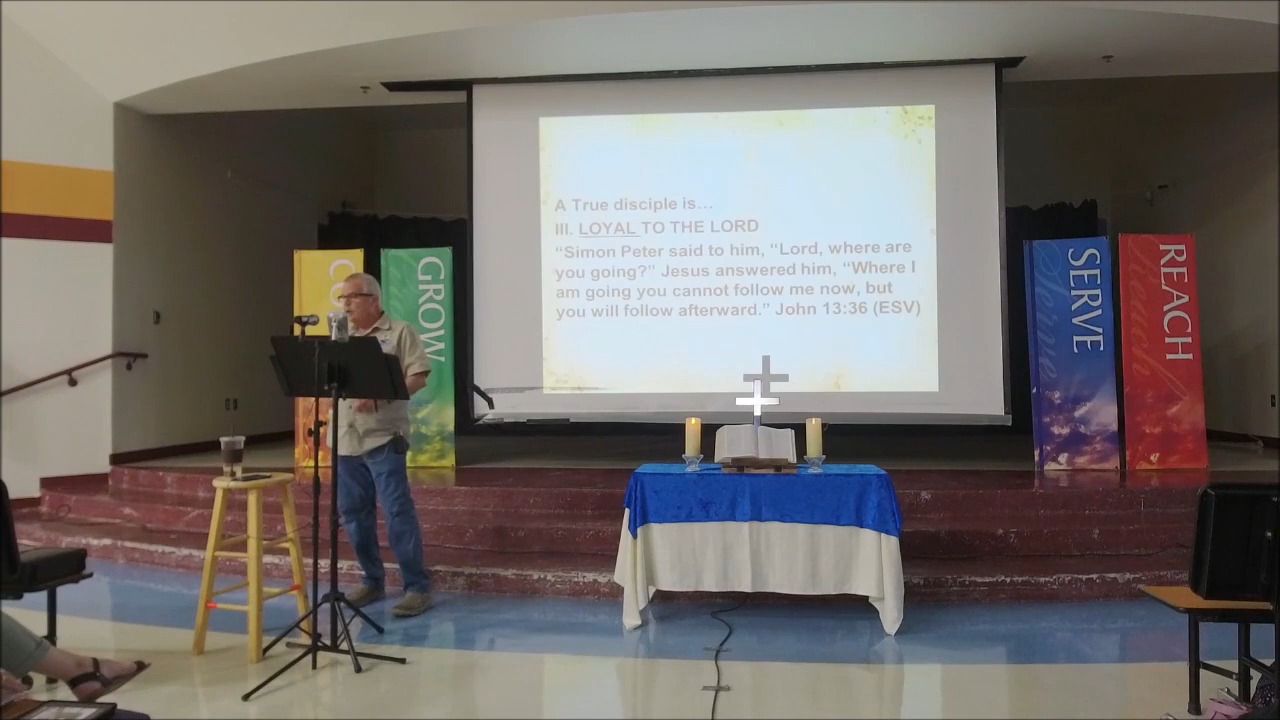 A True disciple is...
III. LOYAL TO THE LORD
“Simon Peter said to him, “Lord, where are
you going?” Jesus answered him, “Where I
am going you cannot follow me now, but
you will follow afterward.” John 13:36 (ESV)
GROW
SERVE
REACH